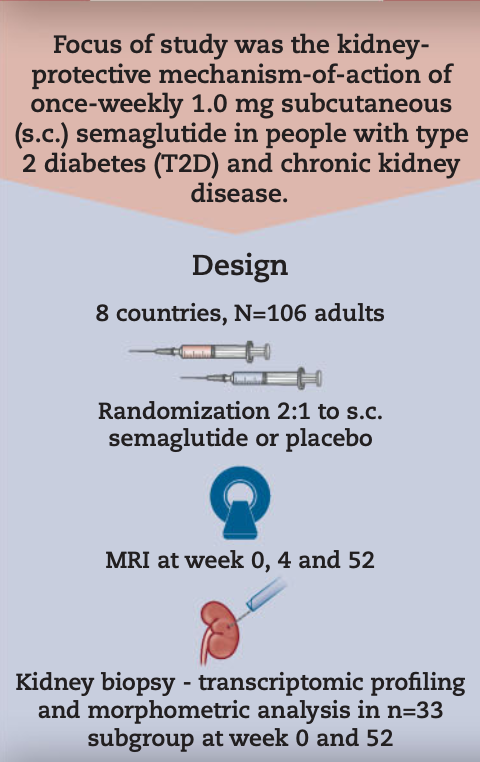 Focus of study was the kidney-
protective mechanism-of-action of
once-weekly 1.0 mg subcutaneous
(s.c.) semaglutide in people with type
2 diabetes (T2D) and chronic kidney
disease.
Design
8 countries, N=106 adults
Randomization 2:1 to s.c.
semaglutide or placebo
MRI at week 0, 4 and 52
Kidney biopsy - transcriptomic profiling
and morphometric analysis in n=33
subgroup at week 0 and 52